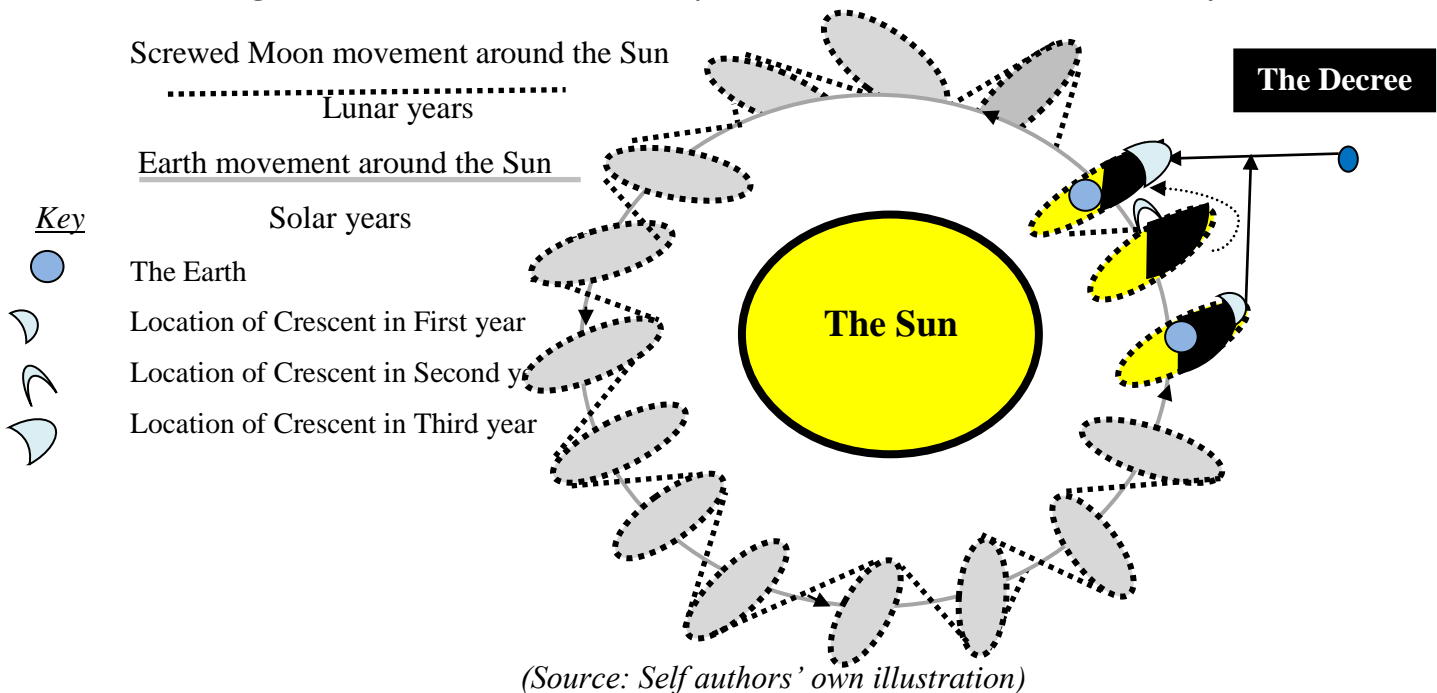 Screwed Moon movement around the Sun
Lunar years
The Decree
Earth movement around the Sun
Key
Solar years
The Earth
Location of Crescent in First year
Location of Crescent in Second
Location of Crescent in Third year
The Sun
(Source: Self authors' own illustration)